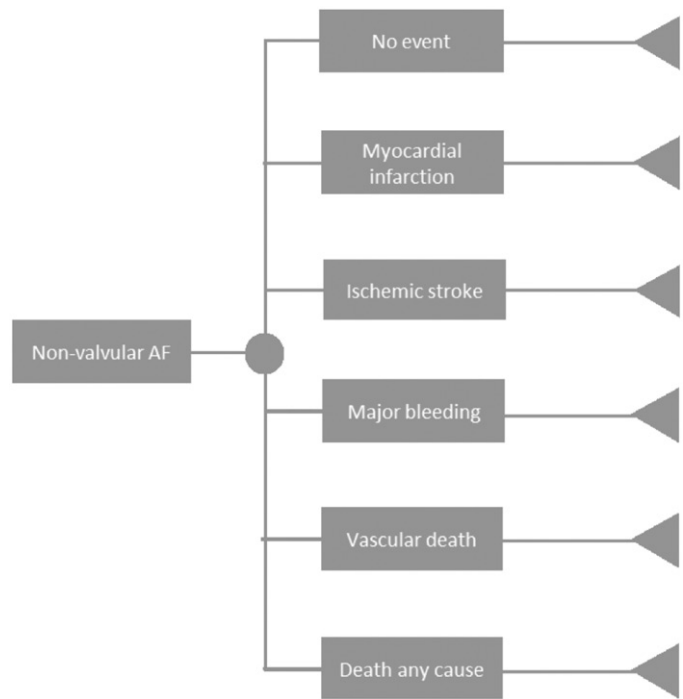 No event
Myocardial
infarction
Ischemic stroke
Non-valvular AF
Major bleeding
Vascular death
Death any cause